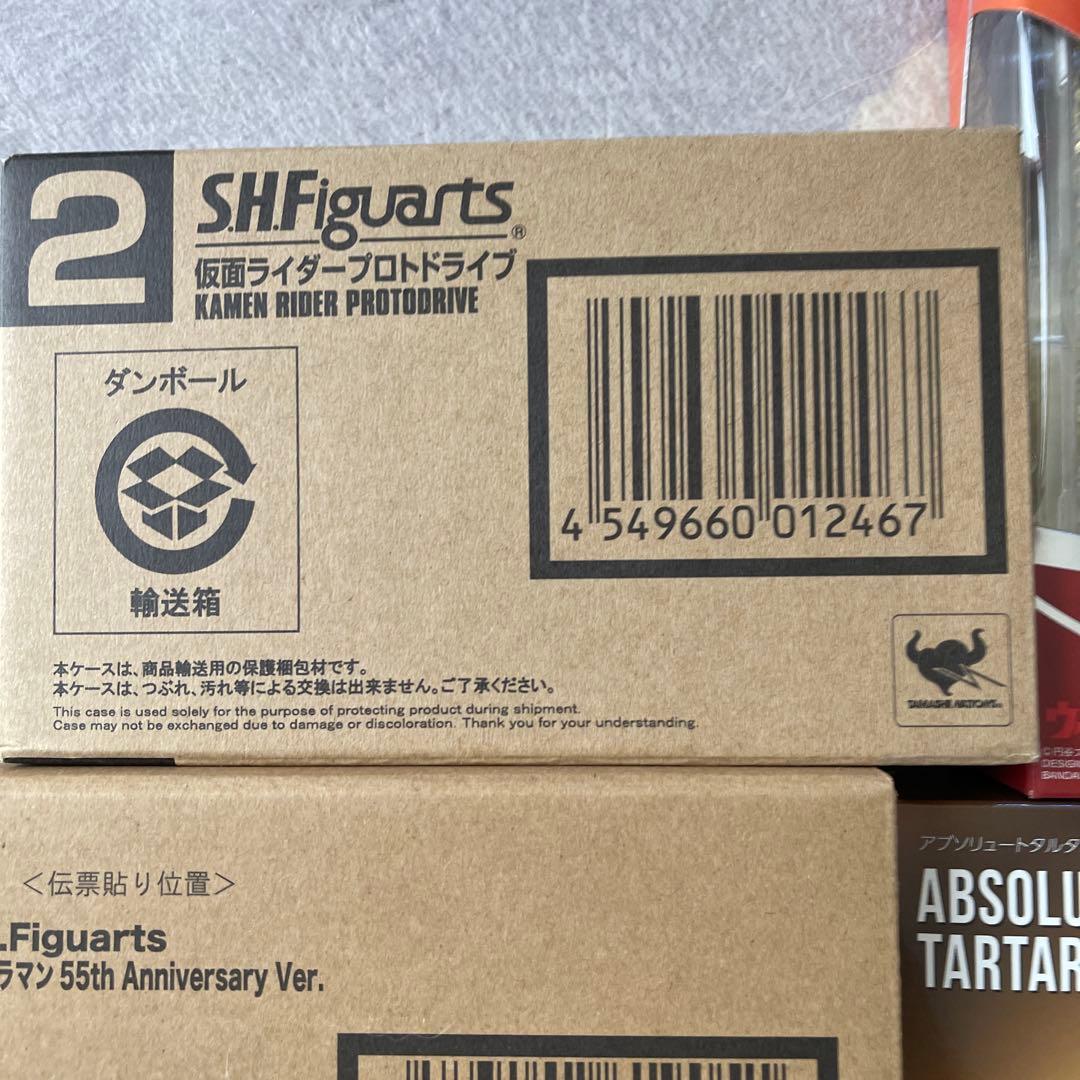 2
S.H.Figuarts®
仮面ライダープロトドライブ
KAMEN RIDER PROTODRIVE
ダンボール
輸送箱
4 549660 012467
本ケースは、商品輸送用の保護梱包材です。
本ケースは、つぶれ、汚れ等による交換は出来ません。ご了承ください。
This case is used solely for the purpose of protecting product during shipment.
Case may not be exchanged due to damage or discoloration. Thank you for your understanding.
TAMASHII NATIONS
ウ
©円谷
DESIGN
BANDA
<伝票貼り位置>
.Figuarts
ラマン 55th Anniversary Ver.
アブソリュートタルタ
ABSOLU
TARTAR